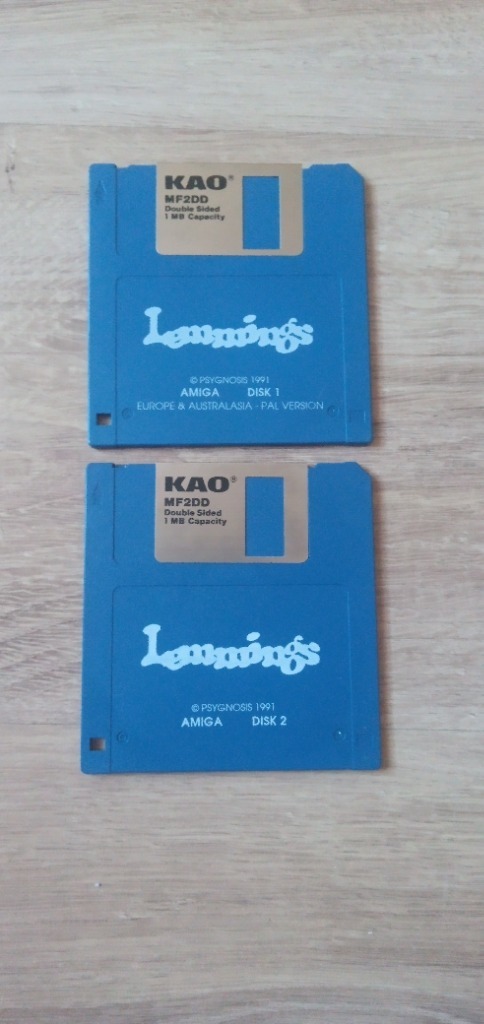 KAO®
MF2DD
Double Sided
1 MB Capacity
Lemmings
© PSYGNOSIS 1991
AMIGA DISK 1
EUROPE & AUSTRALASIA - PAL VERSION
KAO®
MF2DD
Double Sided
1 MB Capacity
Lemmings
© PSYGNOSIS 1991
AMIGA DISK 2